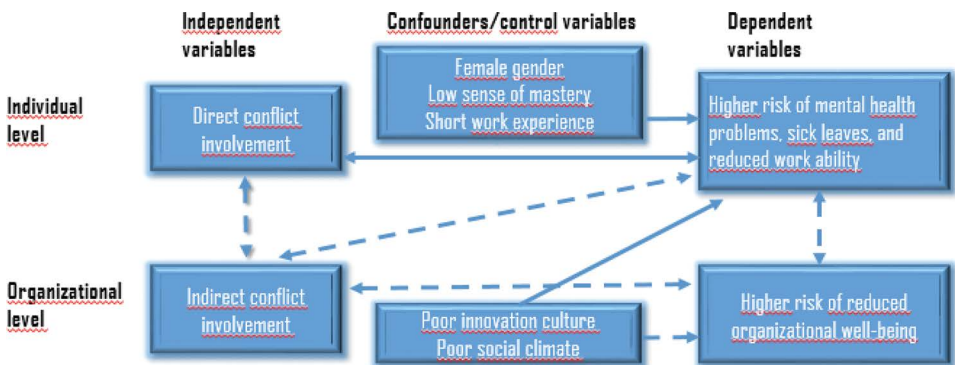 Independent
variables
Confounders/control variables
Dependent
variables
Individual
level
Direct conflict
involvement
Female gender
Low sense of mastery
Short work experience
Higher risk of mental health
problems, sick leaves, and
reduced work ability
Organizational
level
Indirect conflict
involvement
Poor innovation culture
Poor social climate
Higher risk of reduced
organizational well-being